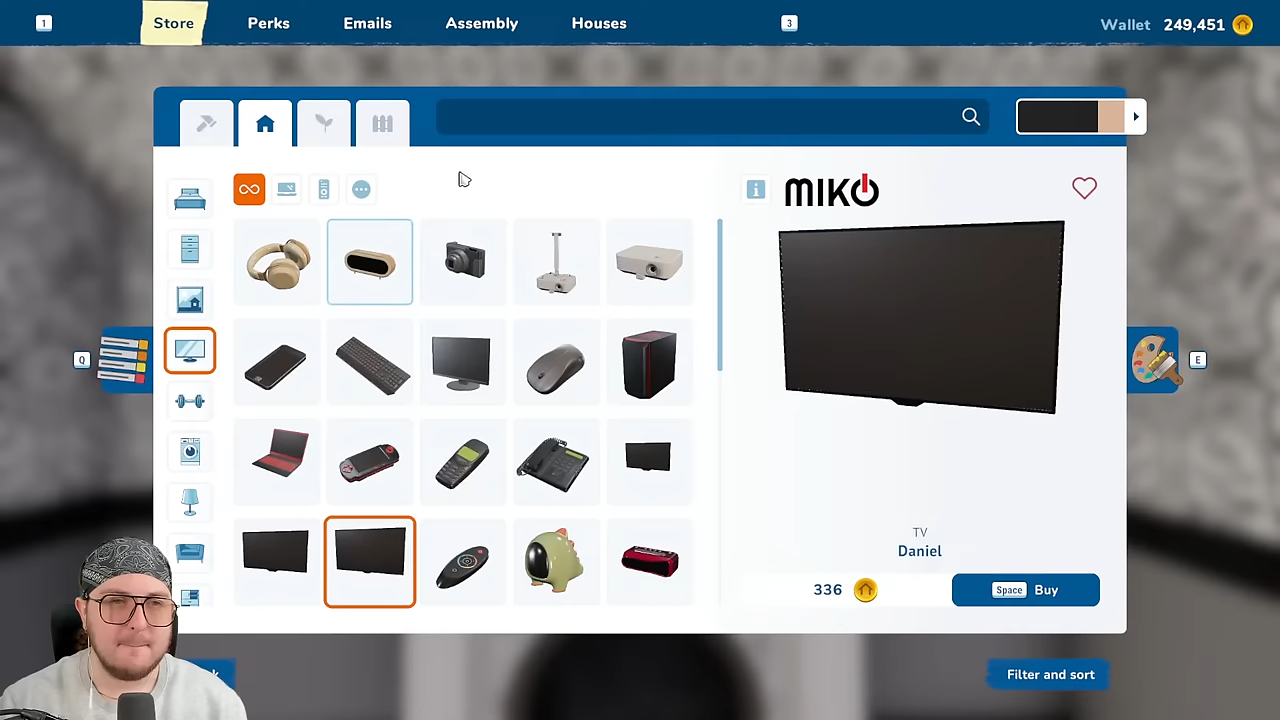 1 Store Perks Emails Assembly Houses 3 Wallet 249,451
MIKO
Q
E
TV
Daniel
336 Space Buy
Filter and sort